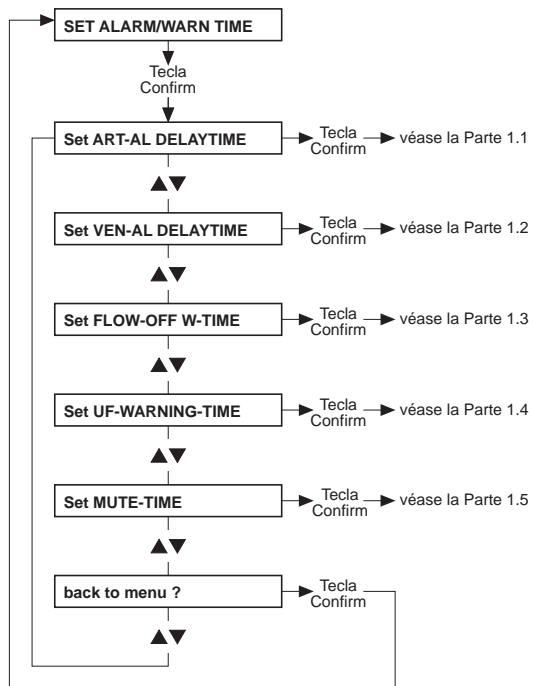 SET ALARM/WARN TIME
Tecla
Confirm
Set ART-AL DELAYTIME
Tecla
Confirm
véase la Parte 1.1
Set VEN-AL DELAYTIME
Tecla
Confirm
véase la Parte 1.2
Set FLOW-OFF W-TIME
Tecla
Confirm
véase la Parte 1.3
Set UF-WARNING-TIME
Tecla
Confirm
véase la Parte 1.4
Set MUTE-TIME
Tecla
Confirm
véase la Parte 1.5
back to menu ?
Tecla
Confirm